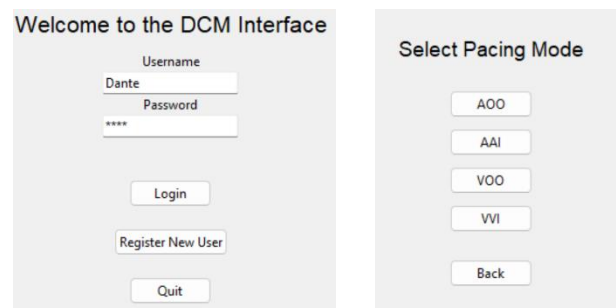 Welcome to the DCM Interface
Username
Dante
Password
****
Login
Register New User
Quit
Select Pacing Mode
AOO
AAI
VOO
VVI
Back